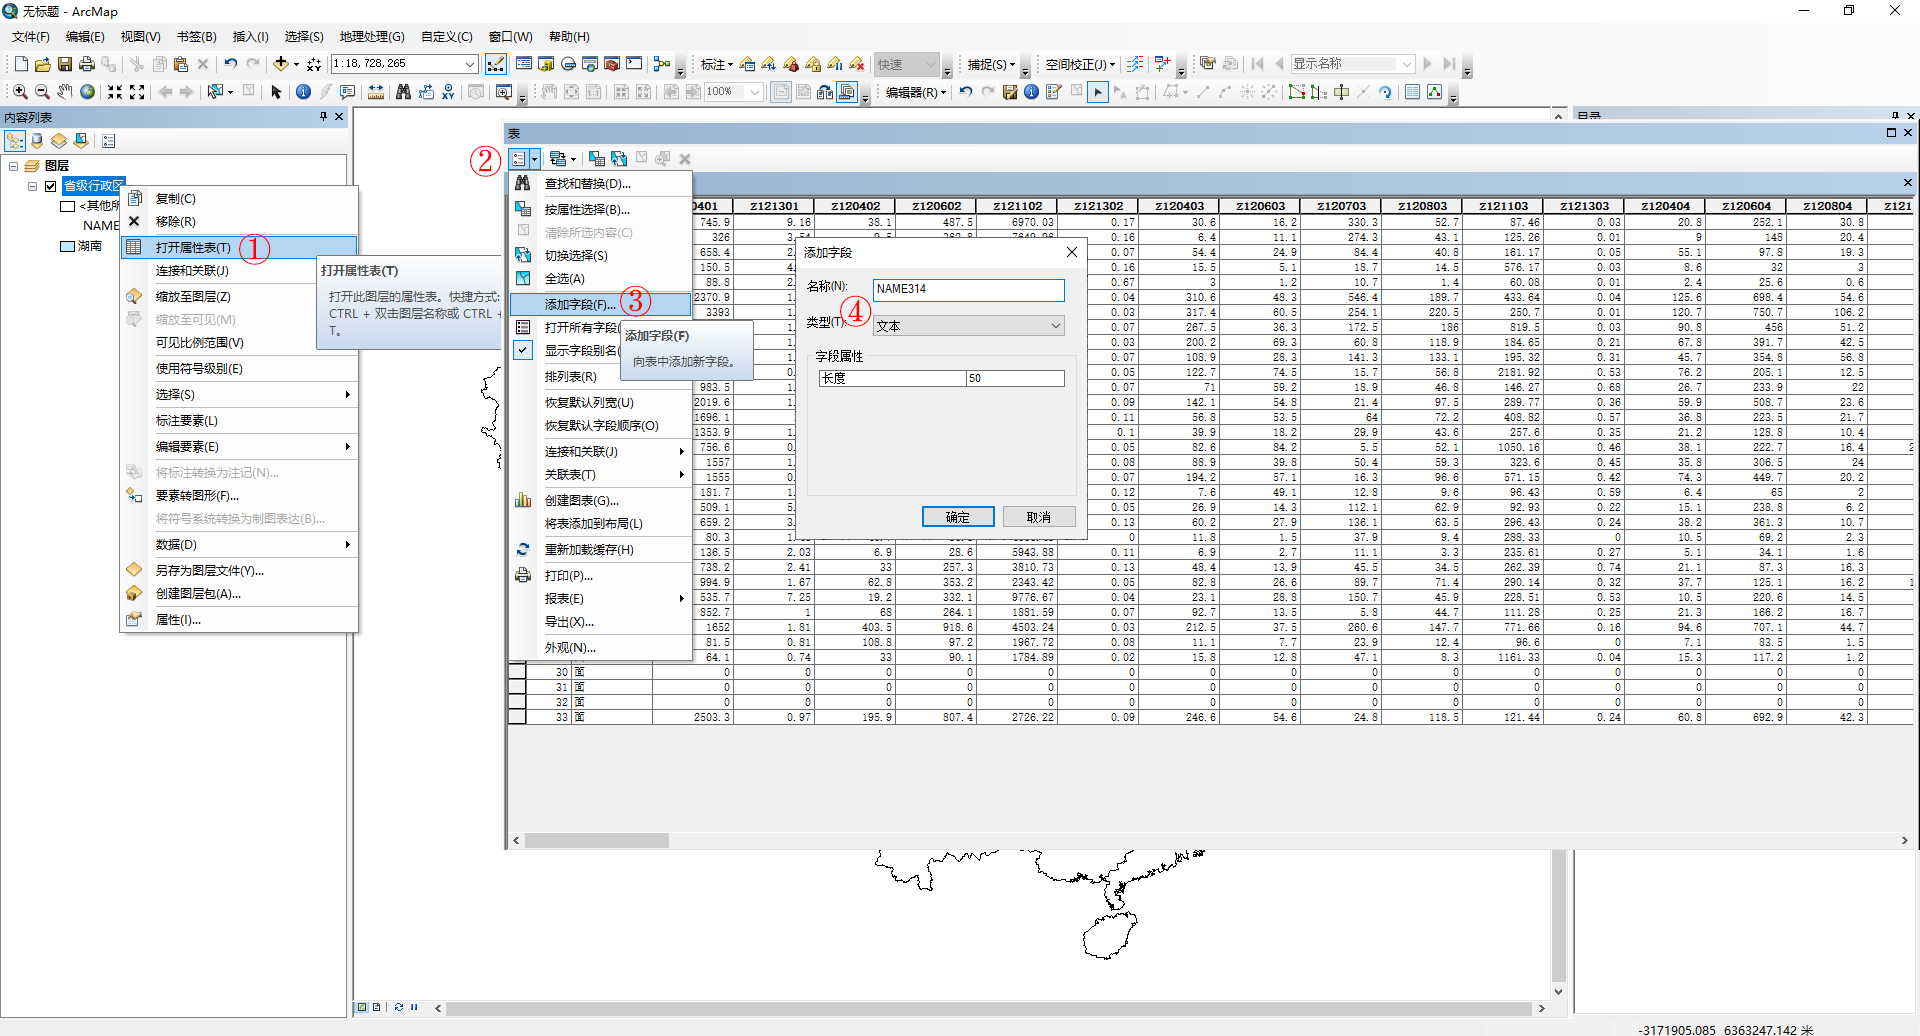 无标题 - ArcMap
文件(F) 编辑(E) 视图(V) 书签(B) 插入(I) 选择(S) 地理处理(G) 自定义(C) 窗口(W) 帮助(H)
1:18,728,265 标注 快速 捕捉(S) 空间校正(J) 显示名称
100% 编辑器(R)
内容列表
图层
省级行政区
<其他所
NAME
湖南
复制(C)
移除(R)
打开属性表(T) ①
连接和关联(J)
缩放至图层(Z)
缩放至可见(M)
可见比例范围(V)
使用符号级别(E)
选择(S)
标注要素(L)
编辑要素(E)
将标注转换为注记(N)...
要素转图形(F)...
将符号系统转换为制图表达(B)...
数据(D)
另存为图层文件(Y)...
创建图层包(A)...
属性(I)...
打开属性表(T)
打开此图层的属性表。快捷方式:
CTRL + 双击图层名称或 CTRL +
T。
目录
表
②
查找和替换(D)...
按属性选择(B)...
清除所选内容(C)
切换选择(S)
全选(A)
添加字段(F)... ③
打开所有字段(
显示字段别名(
排列表(R)
恢复默认列宽(U)
恢复默认字段顺序(O)
连接和关联(J)
关联表(T)
创建图表(G)...
将表添加到布局(L)
重新加载缓存(H)
打印(P)...
报表(E)
导出(X)...
外观(N)...
添加字段(F)
向表中添加新字段。
添加字段
名称(N): NAME314
④
类型(T): 文本
字段属性
长度 50
确定 取消
0401 z121301 z120402 z120602 z121102 z121302 z120403 z120603 z120703 z120803 z121103 z121303 z120404 z120604 z120804 z121
745.9 9.16 38.1 487.5 6970.03 0.17 30.6 16.2 330.3 52.7 87.46 0.03 20.8 252.1 30.8
326 0.16 6.4 11.1 274.3 43.1 125.26 0.01 9 148 20.4
658.4 2. 0.07 54.4 24.9 84.4 40.8 161.17 0.05 55.1 97.8 19.3
150.5 4. 0.16 15.5 5.1 18.7 14.5 576.17 0.03 8.6 32 3
88.8 2. 0.67 3 1.2 10.7 1.4 60.08 0.01 2.4 25.6 0.6
2370.9 1. 0.04 310.6 48.3 546.4 189.7 433.64 0.04 125.6 698.4 54.6
3393 1. 0.03 317.4 60.5 254.1 220.5 250.7 0.01 120.7 750.7 106.2
0.07 267.5 36.3 172.5 186 819.5 0.03 90.8 456 51.2
0.03 200.2 69.3 60.8 118.9 184.65 0.21 67.8 391.7 42.5
0.07 108.9 28.3 141.3 133.1 195.32 0.31 45.7 354.8 56.8
0.05 122.7 74.5 15.7 56.8 2181.92 0.53 76.2 205.1 12.5
983.5 1. 0.07 71 59.2 18.9 46.8 146.27 0.68 26.7 233.9 22
2019.6 1. 0.09 142.1 54.8 21.4 97.5 289.77 0.36 59.9 508.7 23.6
1696.1 1 0.11 56.8 53.5 64 72.2 408.82 0.57 36.8 223.5 21.7
1353.9 1. 0.1 39.9 18.2 29.9 43.6 257.6 0.35 21.2 128.8 10.4
756.6 0. 0.05 82.6 84.2 5.5 52.1 1050.16 0.46 38.1 222.7 16.4 2
1557 1. 0.08 88.9 39.8 50.4 59.3 323.6 0.45 35.8 306.5 24
1555 0. 0.07 194.2 57.1 16.3 96.6 571.15 0.42 74.3 449.7 20.2
181.7 1. 0.12 7.6 49.1 12.8 9.6 96.43 0.59 6.4 65 2
509.1 5. 0.05 26.9 14.3 112.1 62.9 92.93 0.22 15.1 238.8 6.2
659.2 3. 0.13 60.2 27.9 136.1 63.5 296.43 0.24 38.2 361.3 10.7
80.3 0 11.8 1.5 37.9 9.4 288.33 0 10.5 69.2 2.3
136.5 2.03 6.9 28.6 5943.88 0.11 6.9 2.7 11.1 3.3 235.61 0.27 5.1 34.1 1.6
738.2 2.41 33 257.3 3810.73 0.13 48.4 13.9 45.5 34.5 262.39 0.74 21.1 87.3 16.3
994.9 1.67 62.8 353.2 2343.42 0.05 82.8 26.6 89.7 71.4 290.14 0.32 37.7 125.1 16.2 1
535.7 7.25 19.2 332.1 9776.67 0.04 23.1 28.8 150.7 45.9 228.51 0.53 10.5 220.6 14.5
852.7 1 68 264.1 1881.59 0.07 92.7 13.5 5.8 44.7 111.28 0.25 21.3 166.2 16.7
1652 1.81 403.5 918.6 4503.24 0.03 212.5 37.5 260.6 147.7 771.66 0.16 94.6 707.1 44.7
81.5 0.81 108.8 97.2 1967.72 0.08 11.1 7.7 23.9 12.4 96.6 0 7.1 83.5 1.5
64.1 0.74 33 90.1 1784.89 0.02 15.8 12.8 47.1 8.3 1161.33 0.04 15.3 117.2 1.2
30 面 0 0 0 0 0 0 0 0 0 0 0 0 0 0 0
31 面 0 0 0 0 0 0 0 0 0 0 0 0 0 0 0
32 面 0 0 0 0 0 0 0 0 0 0 0 0 0 0 0
33 面 2503.3 0.97 195.9 807.4 2726.22 0.09 246.6 54.6 24.8 118.5 121.44 0.24 60.8 692.9 42.3
-3171905.085 6363247.142 米